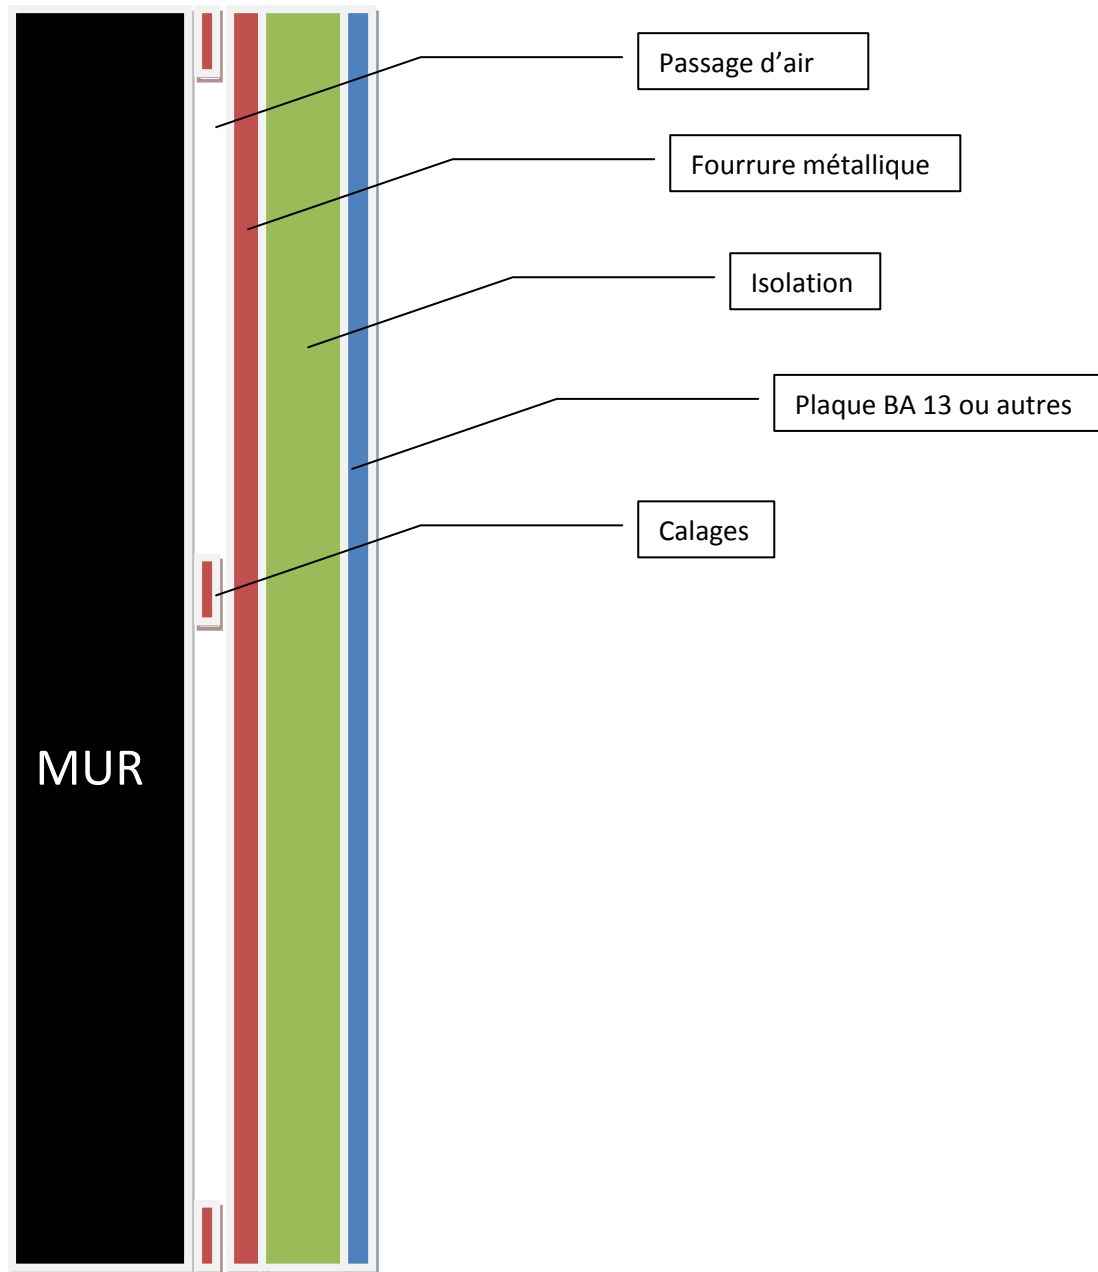 Passage d’air
Fourrure métallique
Isolation
Plaque BA 13 ou autres
Calages
MUR